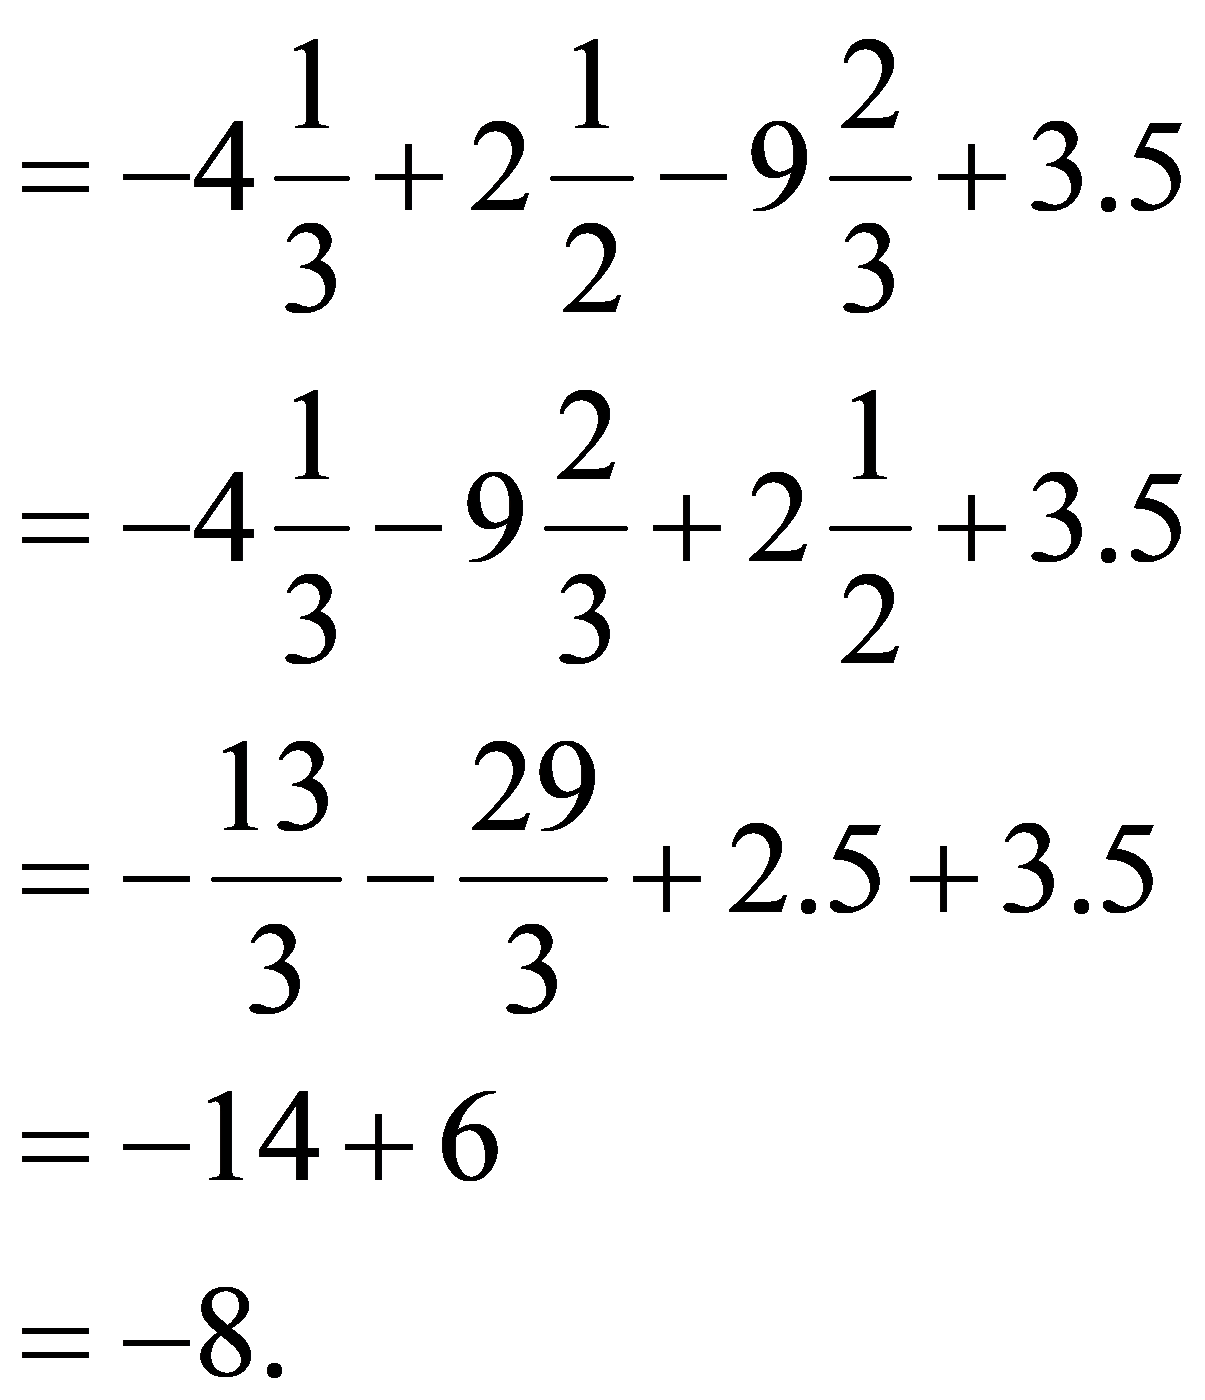 = −4 1/3 + 2 1/2 − 9 2/3 + 3.5
= −4 1/3 − 9 2/3 + 2 1/2 + 3.5
= − 13/3 − 29/3 + 2.5 + 3.5
= −14 + 6
= −8.